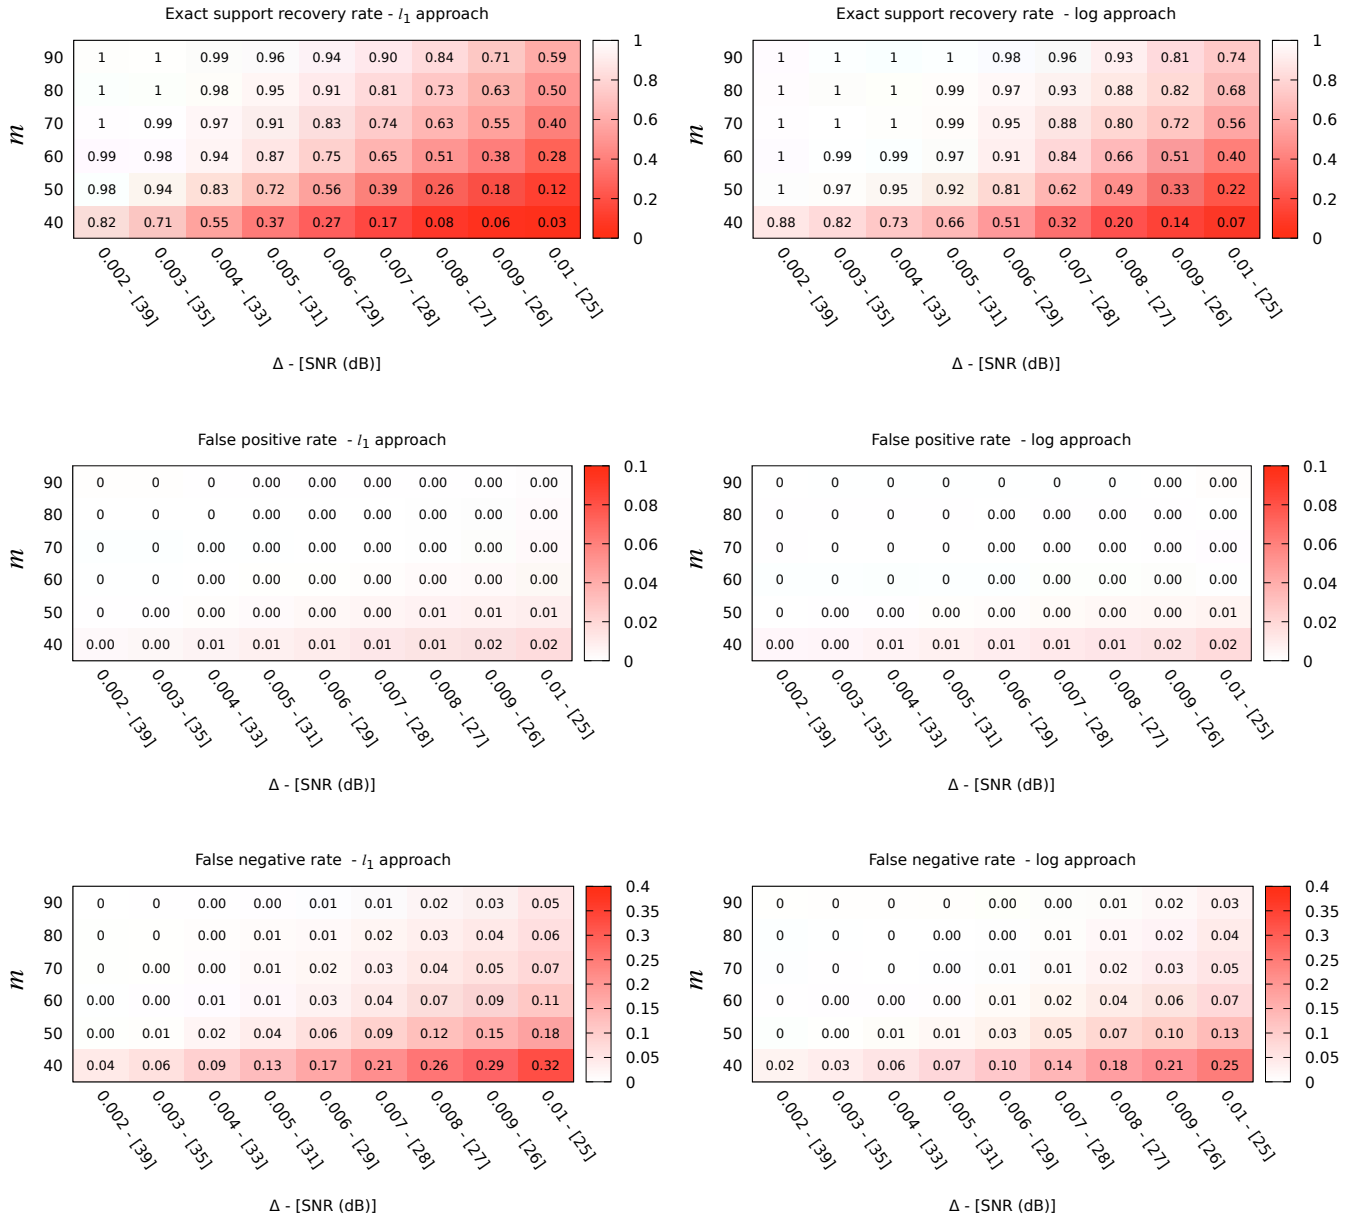 Exact support recovery rate - l1 approach
m
90 1 1 0.99 0.96 0.94 0.90 0.84 0.71 0.59
80 1 1 0.98 0.95 0.91 0.81 0.73 0.63 0.50
70 1 0.99 0.97 0.91 0.83 0.74 0.63 0.55 0.40
60 0.99 0.98 0.94 0.87 0.75 0.65 0.51 0.38 0.28
50 0.98 0.94 0.83 0.72 0.56 0.39 0.26 0.18 0.12
40 0.82 0.71 0.55 0.37 0.27 0.17 0.08 0.06 0.03
1
0.8
0.6
0.4
0.2
0
0.002 - [39] 0.003 - [35] 0.004 - [33] 0.005 - [31] 0.006 - [29] 0.007 - [28] 0.008 - [27] 0.009 - [26] 0.01 - [25]
Δ - [SNR (dB)]
Exact support recovery rate - log approach
m
90 1 1 1 1 0.98 0.96 0.93 0.81 0.74
80 1 1 1 0.99 0.97 0.93 0.88 0.82 0.68
70 1 1 1 0.99 0.95 0.88 0.80 0.72 0.56
60 1 0.99 0.99 0.97 0.91 0.84 0.66 0.51 0.40
50 1 0.97 0.95 0.92 0.81 0.62 0.49 0.33 0.22
40 0.88 0.82 0.73 0.66 0.51 0.32 0.20 0.14 0.07
1
0.8
0.6
0.4
0.2
0
0.002 - [39] 0.003 - [35] 0.004 - [33] 0.005 - [31] 0.006 - [29] 0.007 - [28] 0.008 - [27] 0.009 - [26] 0.01 - [25]
Δ - [SNR (dB)]
False positive rate - l1 approach
m
90 0 0 0 0.00 0.00 0.00 0.00 0.00 0.00
80 0 0 0 0.00 0.00 0.00 0.00 0.00 0.00
70 0 0 0.00 0.00 0.00 0.00 0.00 0.00 0.00
60 0 0 0.00 0.00 0.00 0.00 0.00 0.00 0.00
50 0 0.00 0.00 0.00 0.00 0.00 0.01 0.01 0.01
40 0.00 0.00 0.01 0.01 0.01 0.01 0.01 0.02 0.02
0.1
0.08
0.06
0.04
0.02
0
0.002 - [39] 0.003 - [35] 0.004 - [33] 0.005 - [31] 0.006 - [29] 0.007 - [28] 0.008 - [27] 0.009 - [26] 0.01 - [25]
Δ - [SNR (dB)]
False positive rate - log approach
m
90 0 0 0 0 0 0 0 0.00 0.00
80 0 0 0 0 0.00 0.00 0.00 0.00 0.00
70 0 0 0 0 0.00 0.00 0.00 0.00 0.00
60 0 0 0 0 0.00 0.00 0.00 0.00 0.00
50 0 0.00 0.00 0.00 0.00 0.00 0.00 0.00 0.01
40 0.00 0.00 0.01 0.01 0.01 0.01 0.01 0.02 0.02
0.1
0.08
0.06
0.04
0.02
0
0.002 - [39] 0.003 - [35] 0.004 - [33] 0.005 - [31] 0.006 - [29] 0.007 - [28] 0.008 - [27] 0.009 - [26] 0.01 - [25]
Δ - [SNR (dB)]
False negative rate - l1 approach
m
90 0 0 0.00 0.00 0.01 0.01 0.02 0.03 0.05
80 0 0 0.00 0.01 0.01 0.02 0.03 0.04 0.06
70 0 0.00 0.00 0.01 0.02 0.03 0.04 0.05 0.07
60 0.00 0.00 0.01 0.01 0.03 0.04 0.07 0.09 0.11
50 0.00 0.01 0.02 0.04 0.06 0.09 0.12 0.15 0.18
40 0.04 0.06 0.09 0.13 0.17 0.21 0.26 0.29 0.32
0.4
0.35
0.3
0.25
0.2
0.15
0.1
0.05
0
0.002 - [39] 0.003 - [35] 0.004 - [33] 0.005 - [31] 0.006 - [29] 0.007 - [28] 0.008 - [27] 0.009 - [26] 0.01 - [25]
Δ - [SNR (dB)]
False negative rate - log approach
m
90 0 0 0 0 0.00 0.00 0.01 0.02 0.03
80 0 0 0 0.00 0.00 0.01 0.01 0.02 0.04
70 0 0 0 0.00 0.00 0.01 0.02 0.03 0.05
60 0 0.00 0.00 0.00 0.01 0.02 0.04 0.06 0.07
50 0 0.00 0.01 0.01 0.03 0.05 0.07 0.10 0.13
40 0.02 0.03 0.06 0.07 0.10 0.14 0.18 0.21 0.25
0.4
0.35
0.3
0.25
0.2
0.15
0.1
0.05
0
0.002 - [39] 0.003 - [35] 0.004 - [33] 0.005 - [31] 0.006 - [29] 0.007 - [28] 0.008 - [27] 0.009 - [26] 0.01 - [25]
Δ - [SNR (dB)]